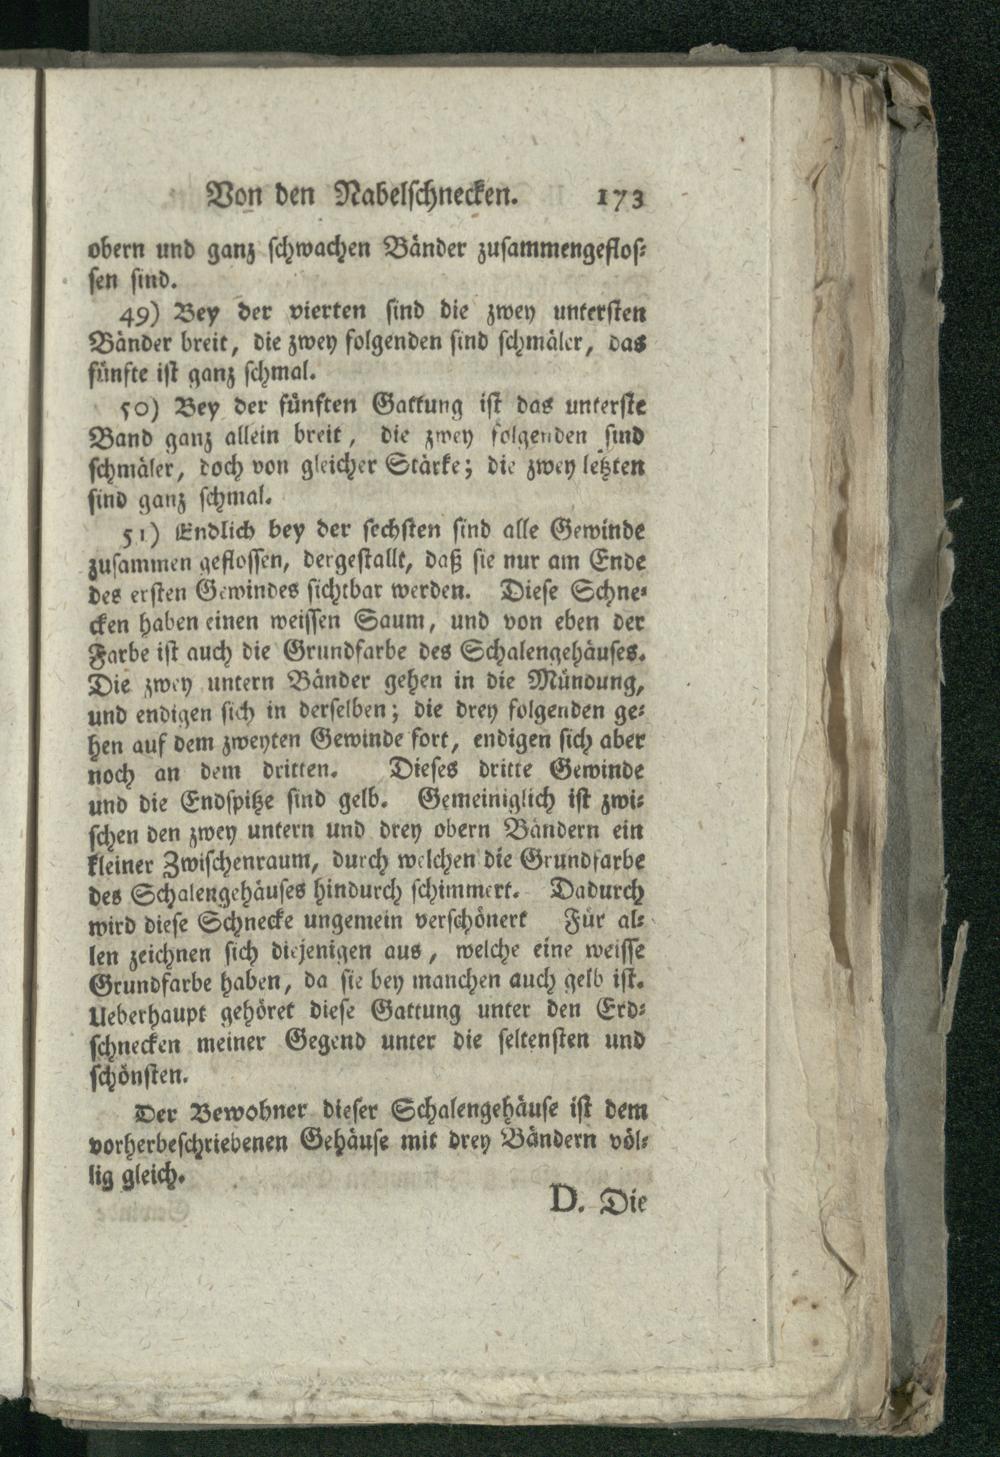 Von den Nabelschnecken. 173
obern und ganz schwachen Bänder zusammengeflos-
sen sind.
49) Bey der vierten sind die zwey untersten
Bänder breit, die zwey folgenden sind schmäler, das
fünfte ist ganz schmal.
50) Bey der fünften Gattung ist das unterste
Band ganz allein breit, die zwey folgenden sind
schmäler, doch von gleicher Stärke; die zwey letzten
sind ganz schmal.
51) Endlich bey der sechsten sind alle Gewinde
zusammen geflossen, dergestallt, daß sie nur am Ende
des ersten Gewindes sichtbar werden. Diese Schne-
cken haben einen weissen Saum, und von eben der
Farbe ist auch die Grundfarbe des Schalengehäuses.
Die zwey untern Bänder gehen in die Mündung,
und endigen sich in derselben; die drey folgenden ge-
hen auf dem zweyten Gewinde fort, endigen sich aber
noch an dem dritten. Dieses dritte Gewinde
und die Endspitze sind gelb. Gemeiniglich ist zwi-
schen den zwey untern und drey obern Bändern ein
kleiner Zwischenraum, durch welchen die Grundfarbe
des Schalengehäuses hindurch schimmert. Dadurch
wird diese Schnecke ungemein verschönert Für al-
len zeichnen sich diejenigen aus, welche eine weisse
Grundfarbe haben, da sie bey manchen auch gelb ist.
Ueberhaupt gehöret diese Gattung unter den Erd-
schnecken meiner Gegend unter die seltensten und
schönsten.
Der Bewohner dieser Schalengehäuse ist dem
vorherbeschriebenen Gehäuse mit drey Bändern völ-
lig gleich.
D. Die